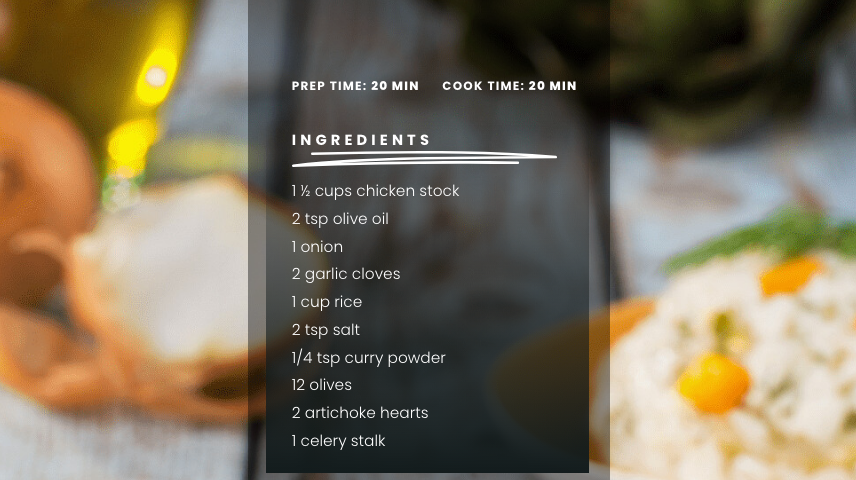 PREP TIME: 20 MIN COOK TIME: 20 MIN
INGREDIENTS
1 ½ cups chicken stock
2 tsp olive oil
1 onion
2 garlic cloves
1 cup rice
2 tsp salt
1/4 tsp curry powder
12 olives
2 artichoke hearts
1 celery stalk